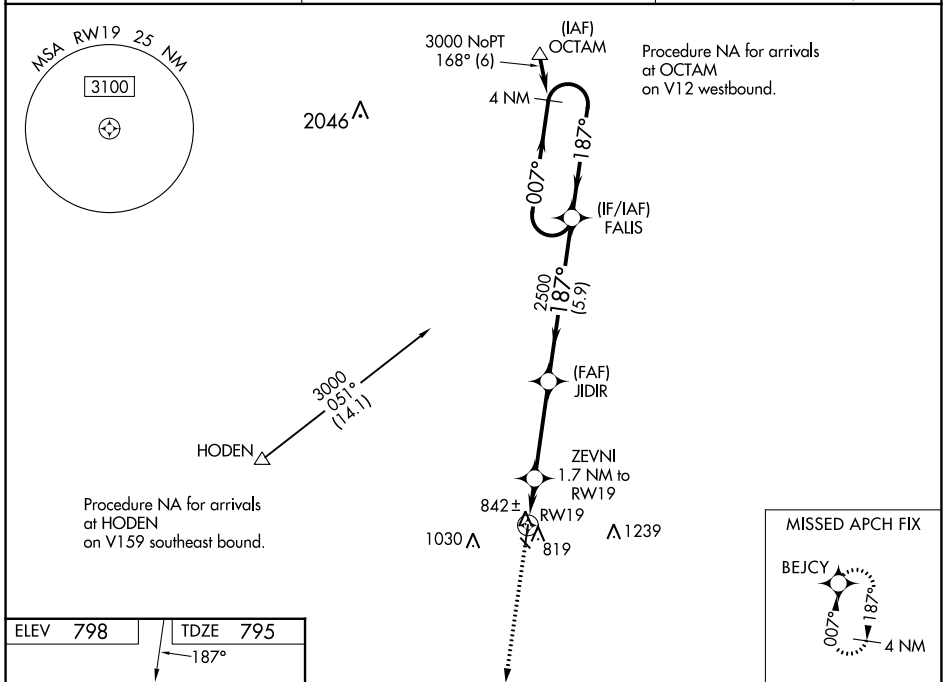 MSA RW19 25 NM
3100
2046
3000 NoPT
168° (6)
(IAF)
OCTAM
Procedure NA for arrivals
at OCTAM
on V12 westbound.
4 NM
187°
007°
(IF/IAF)
FALIS
2500
187°
(5.9)
(FAF)
JIDIR
3000
051°
(14.1)
HODEN
Procedure NA for arrivals
at HODEN
on V159 southeast bound.
ZEVNI
1.7 NM to
RW19
842±
RW19
1030
819
1239
MISSED APCH FIX
BEJCY
007°
187°
4 NM
ELEV 798
TDZE 795
187°